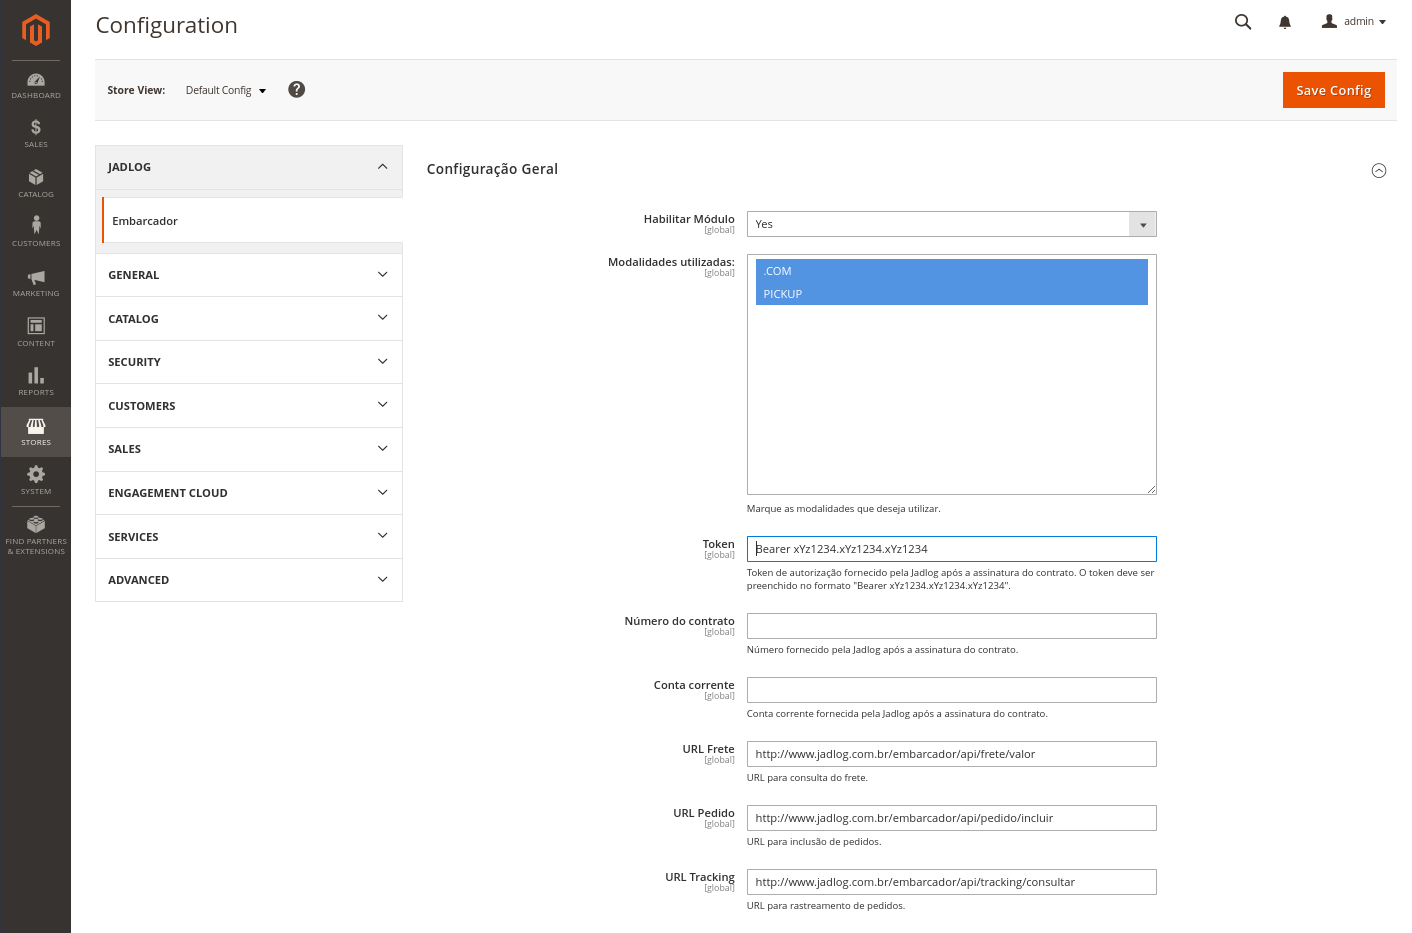 Configuration
admin
Store View: Default Config ?
Save Config
DASHBOARD
$
SALES
CATALOG
CUSTOMERS
MARKETING
CONTENT
REPORTS
STORES
SYSTEM
FIND PARTNERS
& EXTENSIONS
JADLOG
Embarcador
GENERAL
CATALOG
SECURITY
CUSTOMERS
SALES
ENGAGEMENT CLOUD
SERVICES
ADVANCED
Configuração Geral
Habilitar Módulo
[global]
Yes
Modalidades utilizadas:
[global]
.COM
PICKUP
Marque as modalidades que deseja utilizar.
Token
[global]
Bearer xYz1234.xYz1234.xYz1234
Token de autorização fornecido pela Jadlog após a assinatura do contrato. O token deve ser
preenchido no formato "Bearer xYz1234.xYz1234.xYz1234".
Número do contrato
[global]
Número fornecido pela Jadlog após a assinatura do contrato.
Conta corrente
[global]
Conta corrente fornecida pela Jadlog após a assinatura do contrato.
URL Frete
[global]
http://www.jadlog.com.br/embarcador/api/frete/valor
URL para consulta do frete.
URL Pedido
[global]
http://www.jadlog.com.br/embarcador/api/pedido/incluir
URL para inclusão de pedidos.
URL Tracking
[global]
http://www.jadlog.com.br/embarcador/api/tracking/consultar
URL para rastreamento de pedidos.